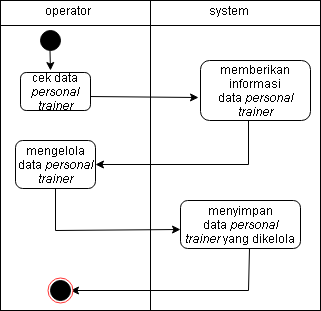 operator
system
cek data
personal
trainer
memberikan
informasi
data personal
trainer
mengelola
data personal
trainer
menyimpan
data personal
trainer yang dikelola